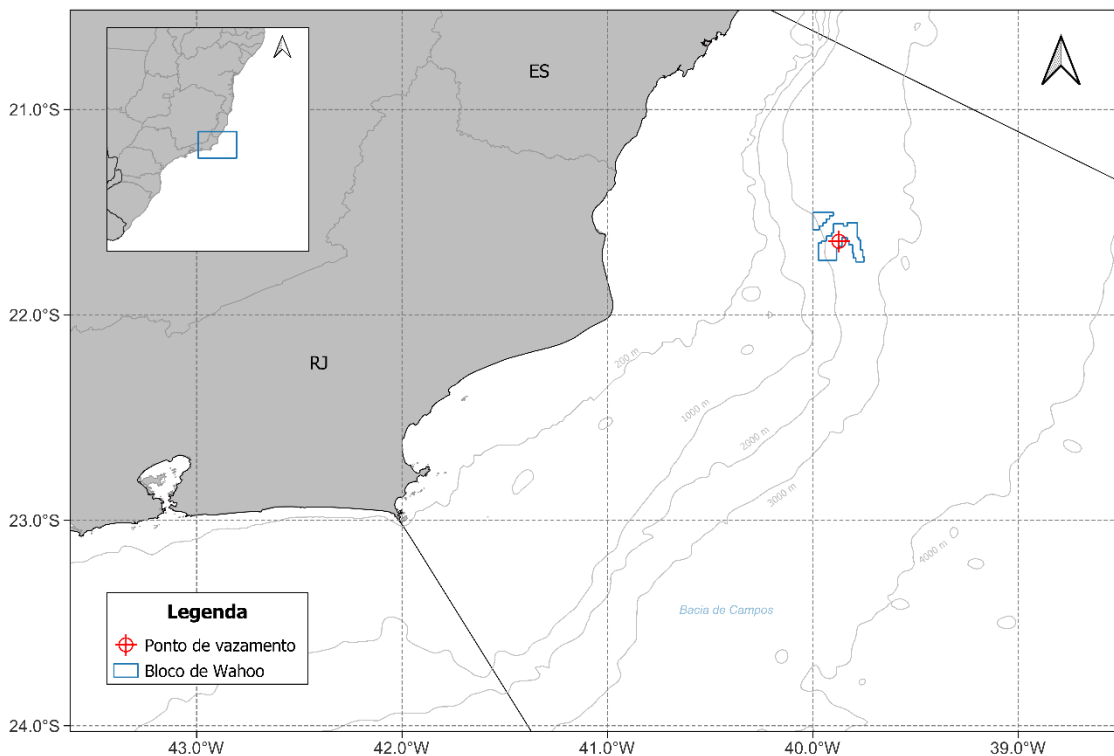 ES
21.0°S
22.0°S
RJ
200 m
1000 m
2000 m
3000 m
4000 m
23.0°S
Bacia de Campos
Legenda
Ponto de vazamento
Bloco de Wahoo
24.0°S
43.0°W
42.0°W
41.0°W
40.0°W
39.0°W